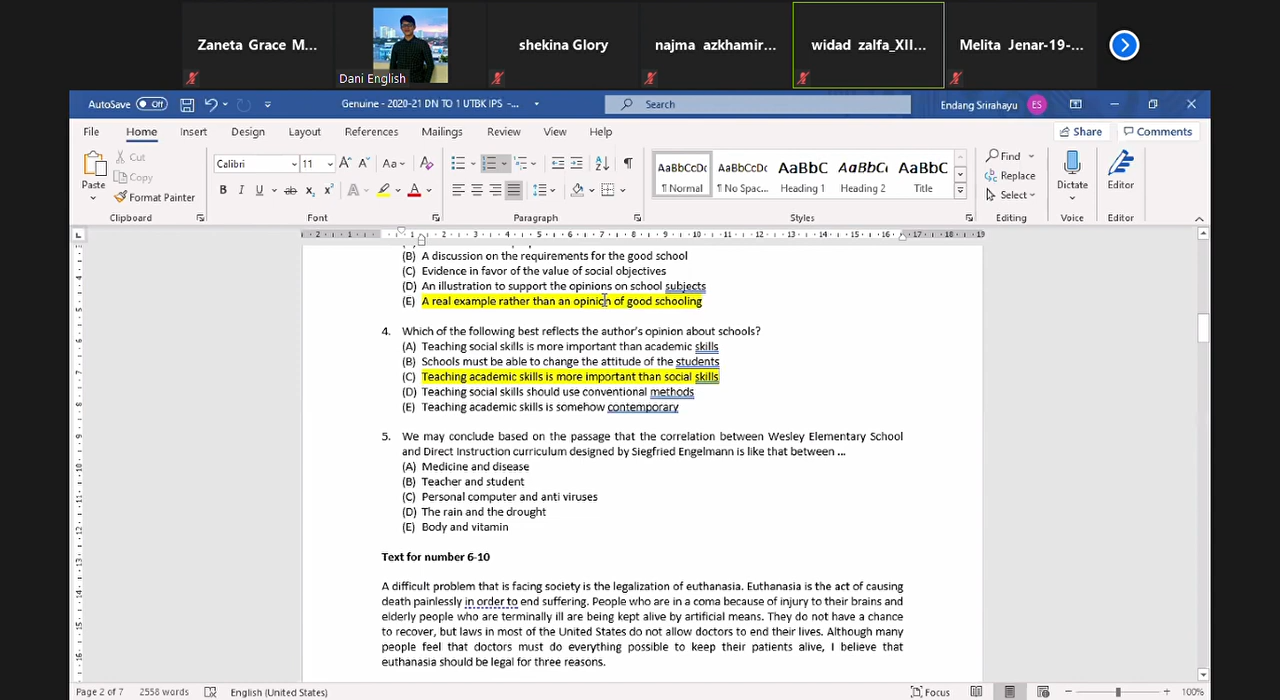 Zaneta Grace M...
Dani English
shekina Glory
najma azkhamir...
widad zalfa_XII...
Melita Jenar-19-...
AutoSave Off
Genuine - 2020-21 DN TO 1 UTBK IPS -...
Search
Endang Srirahayu ES
File Home Insert Design Layout References Mailings Review View Help
Share Comments
Paste
Cut
Copy
Format Painter
Clipboard
Calibri 11
Font
Paragraph
AaBbCcDc AaBbCcDc AaBbC AaBbCc AaBbC
¶ Normal ¶ No Spac... Heading 1 Heading 2 Title
Styles
Find
Replace
Select
Editing
Dictate
Voice
Editor
Editor
(B) A discussion on the requirements for the good school
(C) Evidence in favor of the value of social objectives
(D) An illustration to support the opinions on school subjects
(E) A real example rather than an opinion of good schooling
4. Which of the following best reflects the author's opinion about schools?
(A) Teaching social skills is more important than academic skills
(B) Schools must be able to change the attitude of the students
(C) Teaching academic skills is more important than social skills
(D) Teaching social skills should use conventional methods
(E) Teaching academic skills is somehow contemporary
5. We may conclude based on the passage that the correlation between Wesley Elementary School
and Direct Instruction curriculum designed by Siegfried Engelmann is like that between ...
(A) Medicine and disease
(B) Teacher and student
(C) Personal computer and anti viruses
(D) The rain and the drought
(E) Body and vitamin
Text for number 6-10
A difficult problem that is facing society is the legalization of euthanasia. Euthanasia is the act of causing
death painlessly in order to end suffering. People who are in a coma because of injury to their brains and
elderly people who are terminally ill are being kept alive by artificial means. They do not have a chance
to recover, but laws in most of the United States do not allow doctors to end their lives. Although many
people feel that doctors must do everything possible to keep their patients alive, I believe that
euthanasia should be legal for three reasons.
Page 2 of 7 2558 words English (United States) Focus 100%